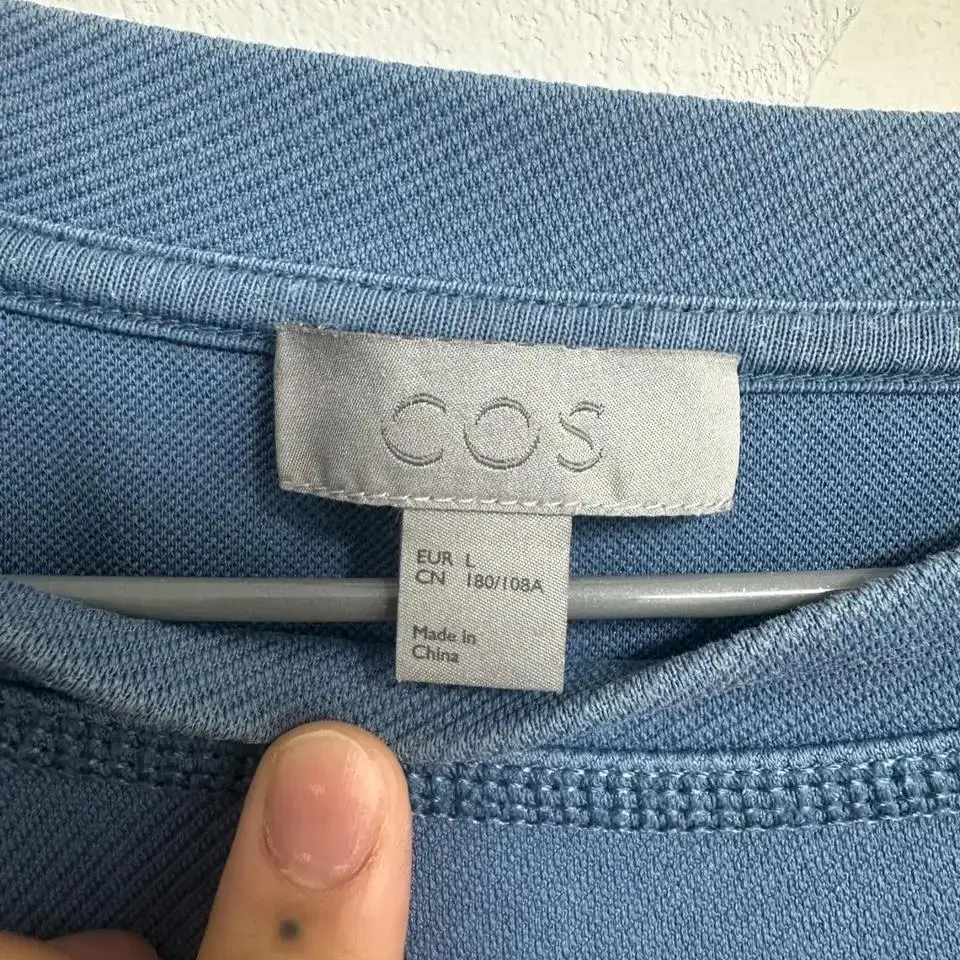 COS
EUR L
CN 180/108A
Made in
China